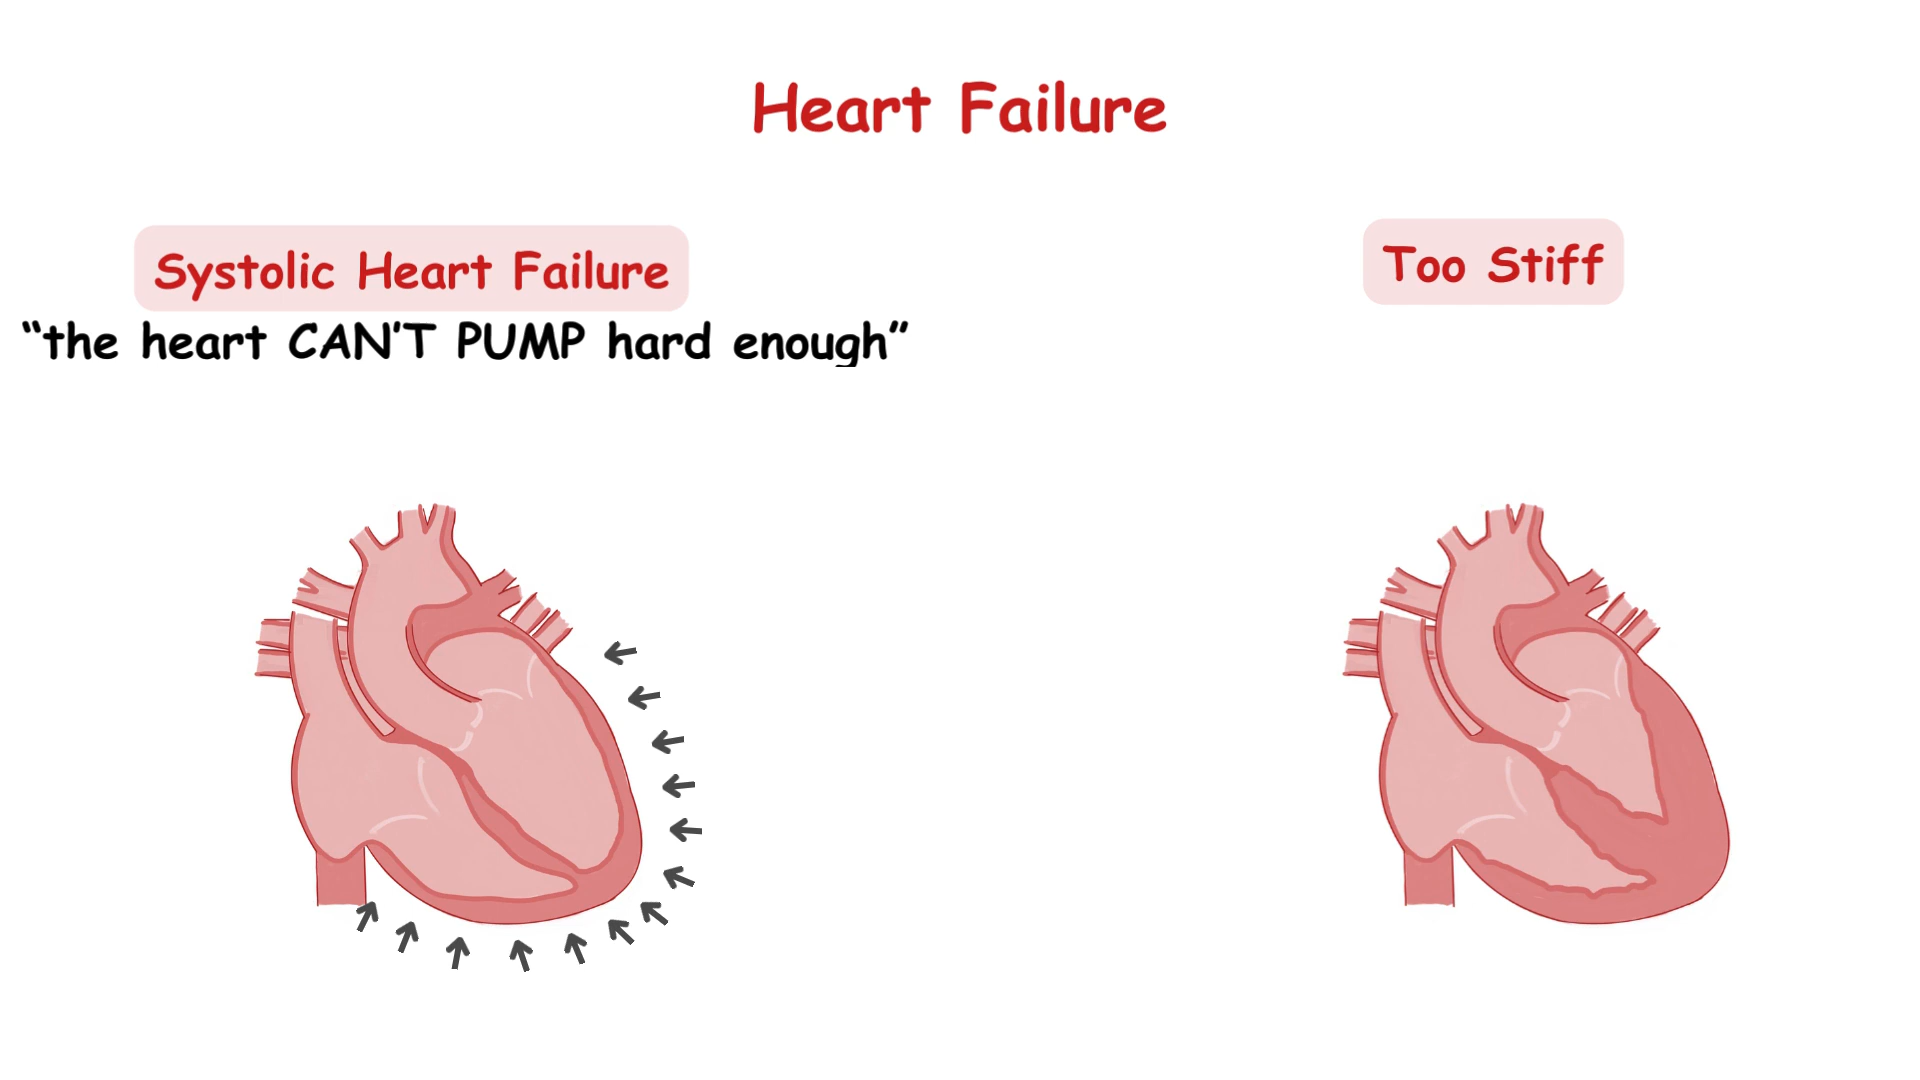 Heart Failure
Systolic Heart Failure
“the heart CAN’T PUMP hard enough”
Too Stiff